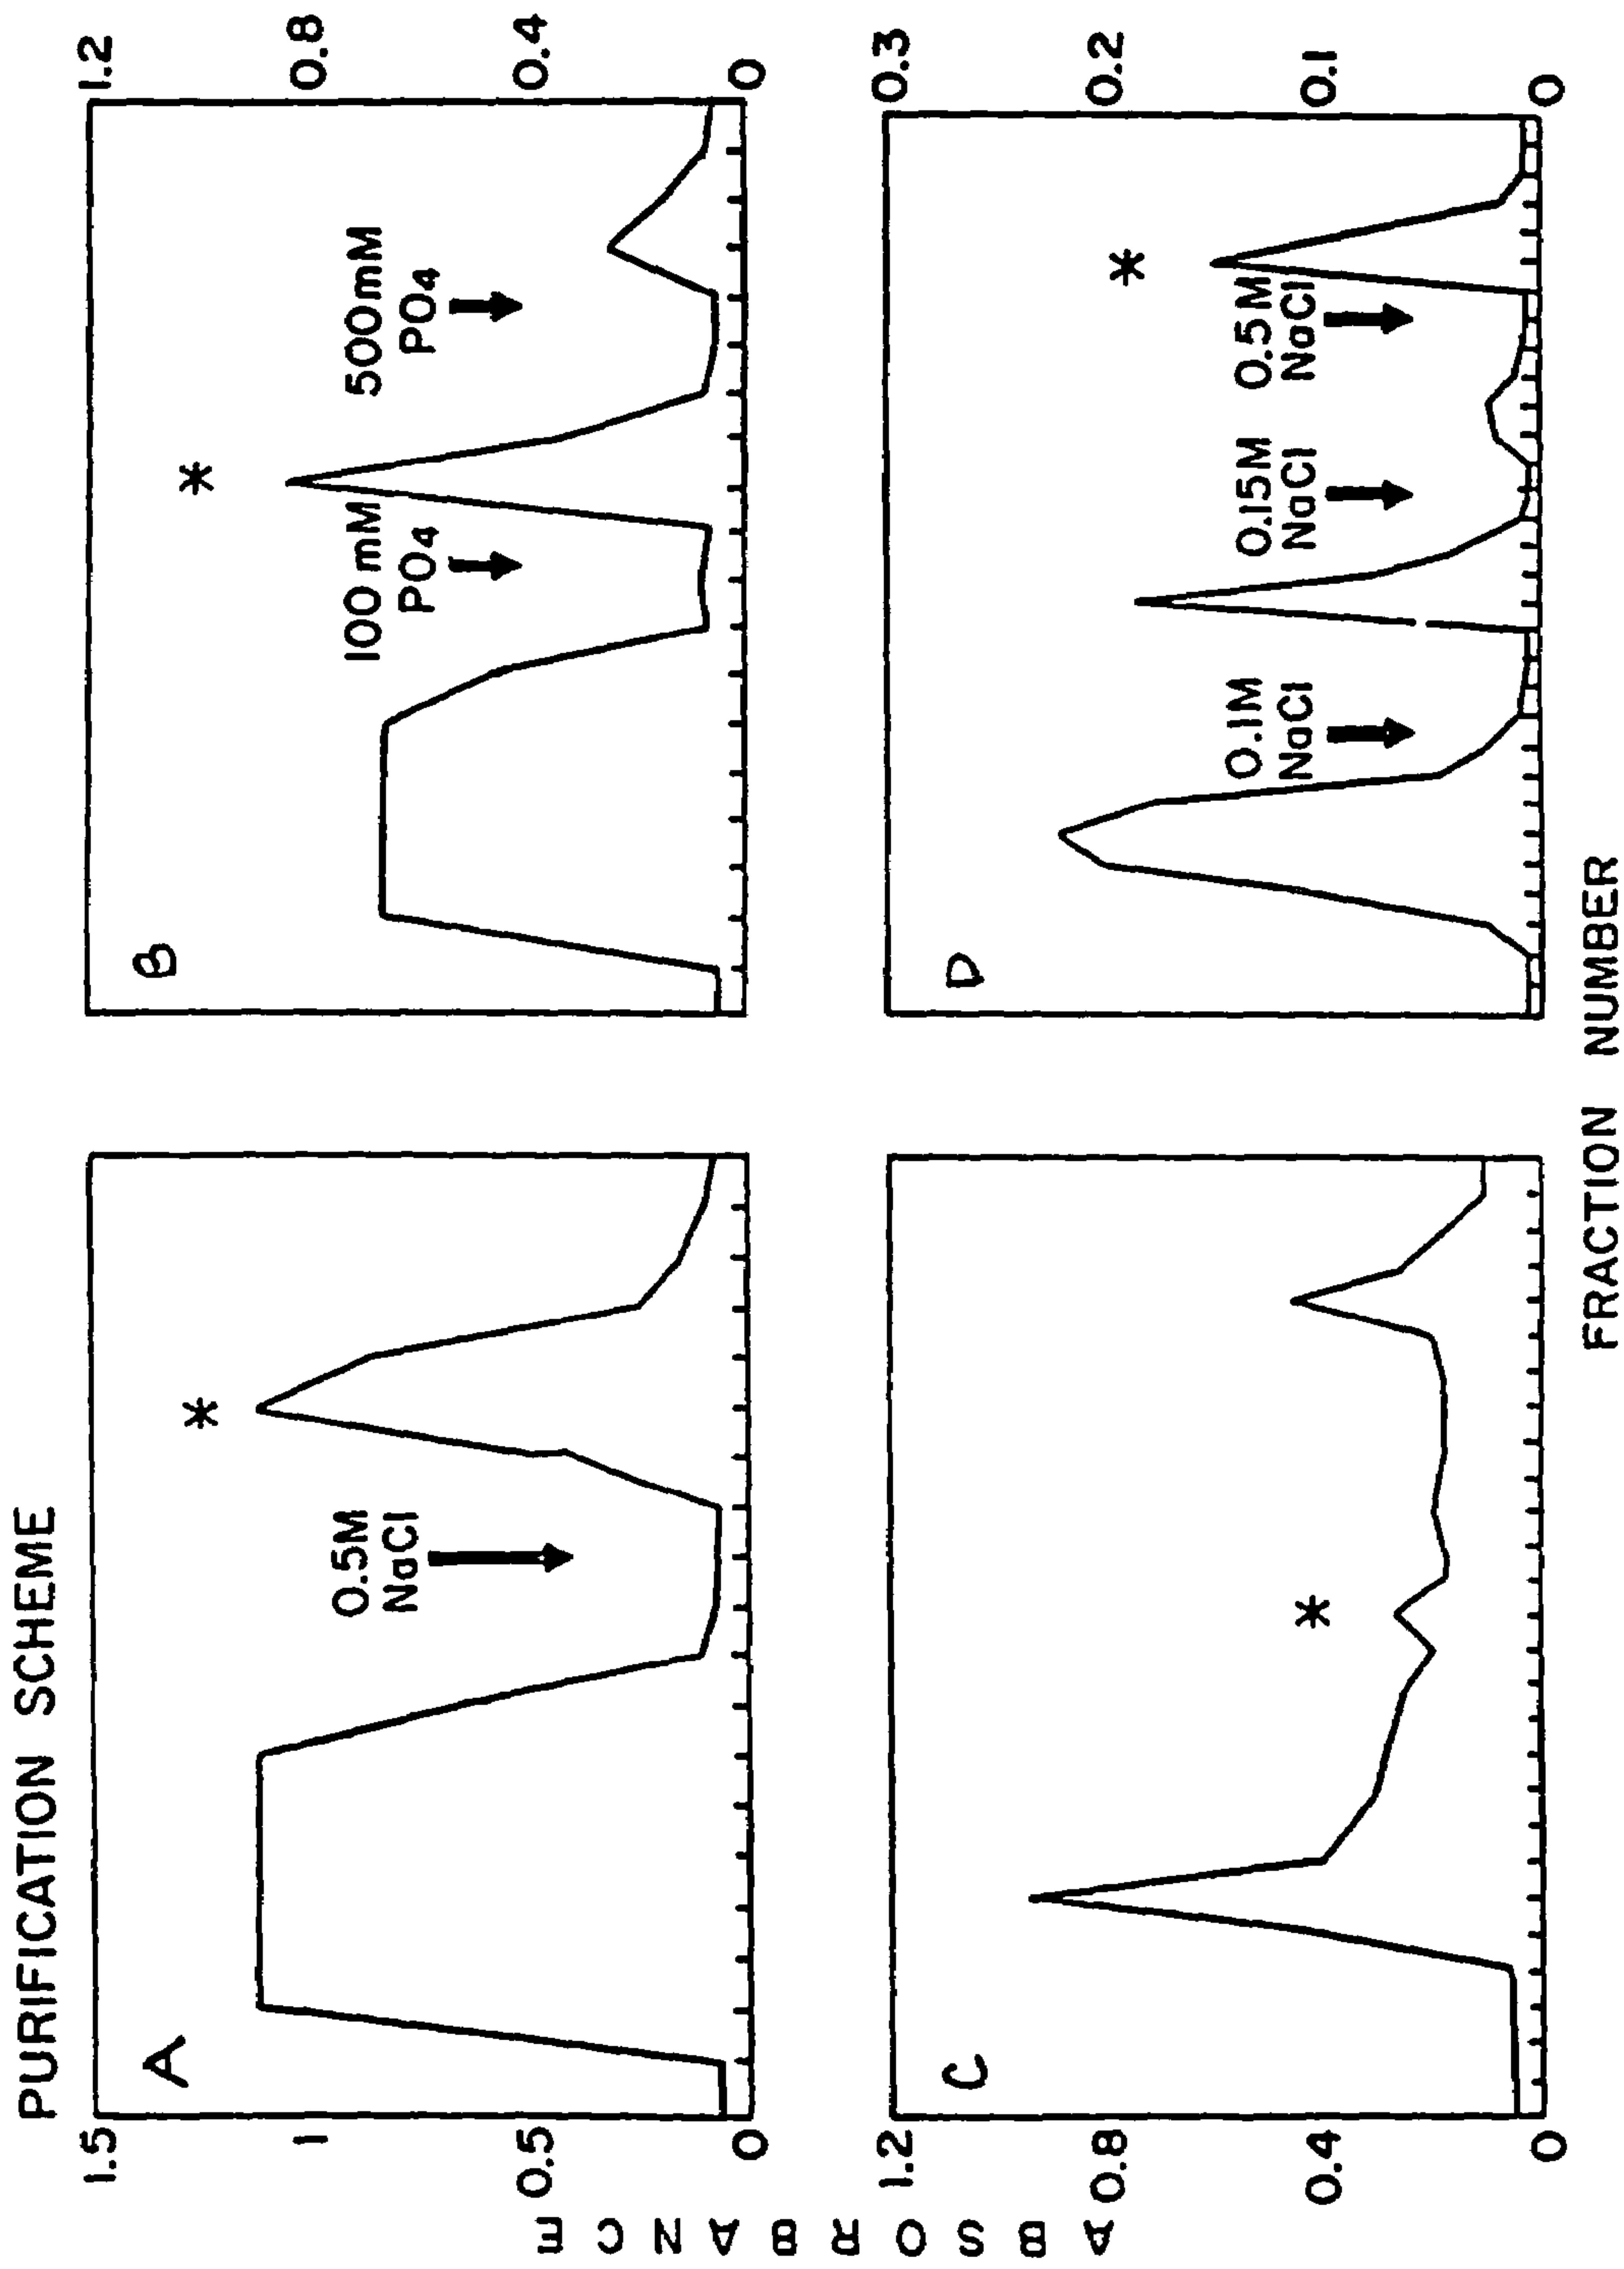 PURIFICATION SCHEME
A
1.5
1
0.5
0
0.5M
NaCl
*
B
1.2
0.8
0.4
0
100 mM
PO4
*
500mM
PO4
C
1.2
0.8
0.4
0
*
D
0.3
0.2
0.1
0
0.1M
NaCl
0.15M
NaCl
0.5M
NaCl
*
ABSORBANCE
FRACTION NUMBER